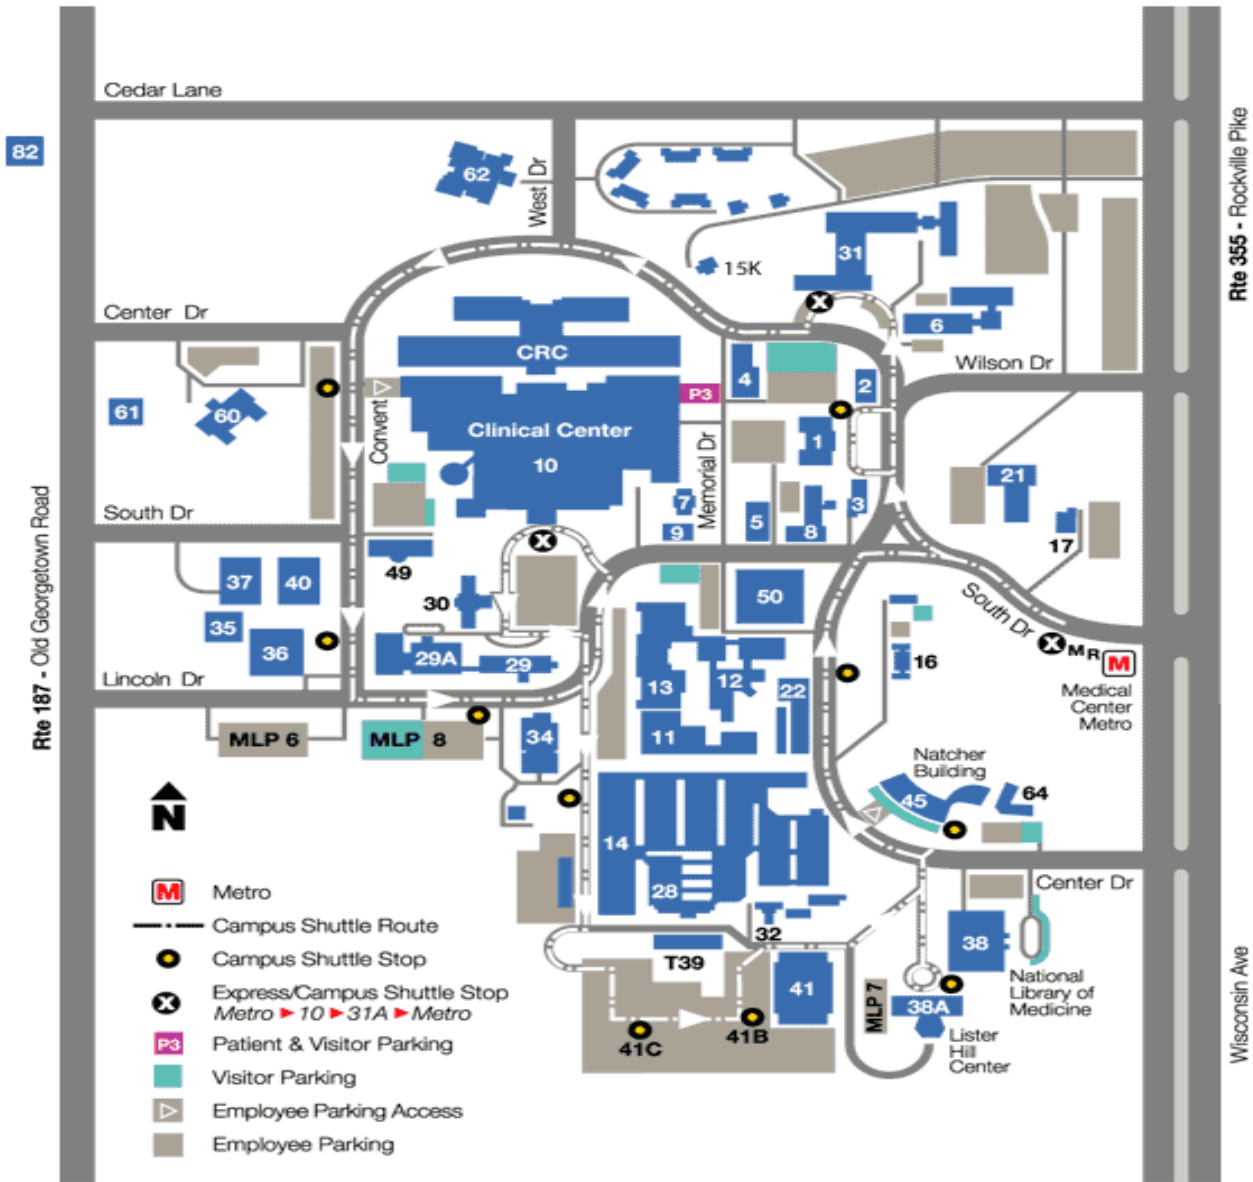 Cedar Lane
82
62
West Dr
31
15K
Rte 355 - Rockville Pike
Center Dr
6
CRC
Wilson Dr
4
2
P3
61
60
Convent
Clinical Center
10
1
Memorial Dr
21
7
3
5
8
9
17
South Dr
49
37
40
30
50
South Dr
35
36
29A
29
16
M R
M
Medical
Center
Metro
13
12
22
Lincoln Dr
Rte 187 - Old Georgetown Road
MLP 6
MLP 8
34
11
Natcher
Building
45
64
14
28
Center Dr
32
38
T39
41
MLP 7
38A
National
Library of
Medicine
Lister
Hill
Center
41C
41B
Wisconsin Ave
N
M Metro
Campus Shuttle Route
Campus Shuttle Stop
X Express/Campus Shuttle Stop
Metro ► 10 ► 31A ► Metro
P3 Patient & Visitor Parking
Visitor Parking
Employee Parking Access
Employee Parking